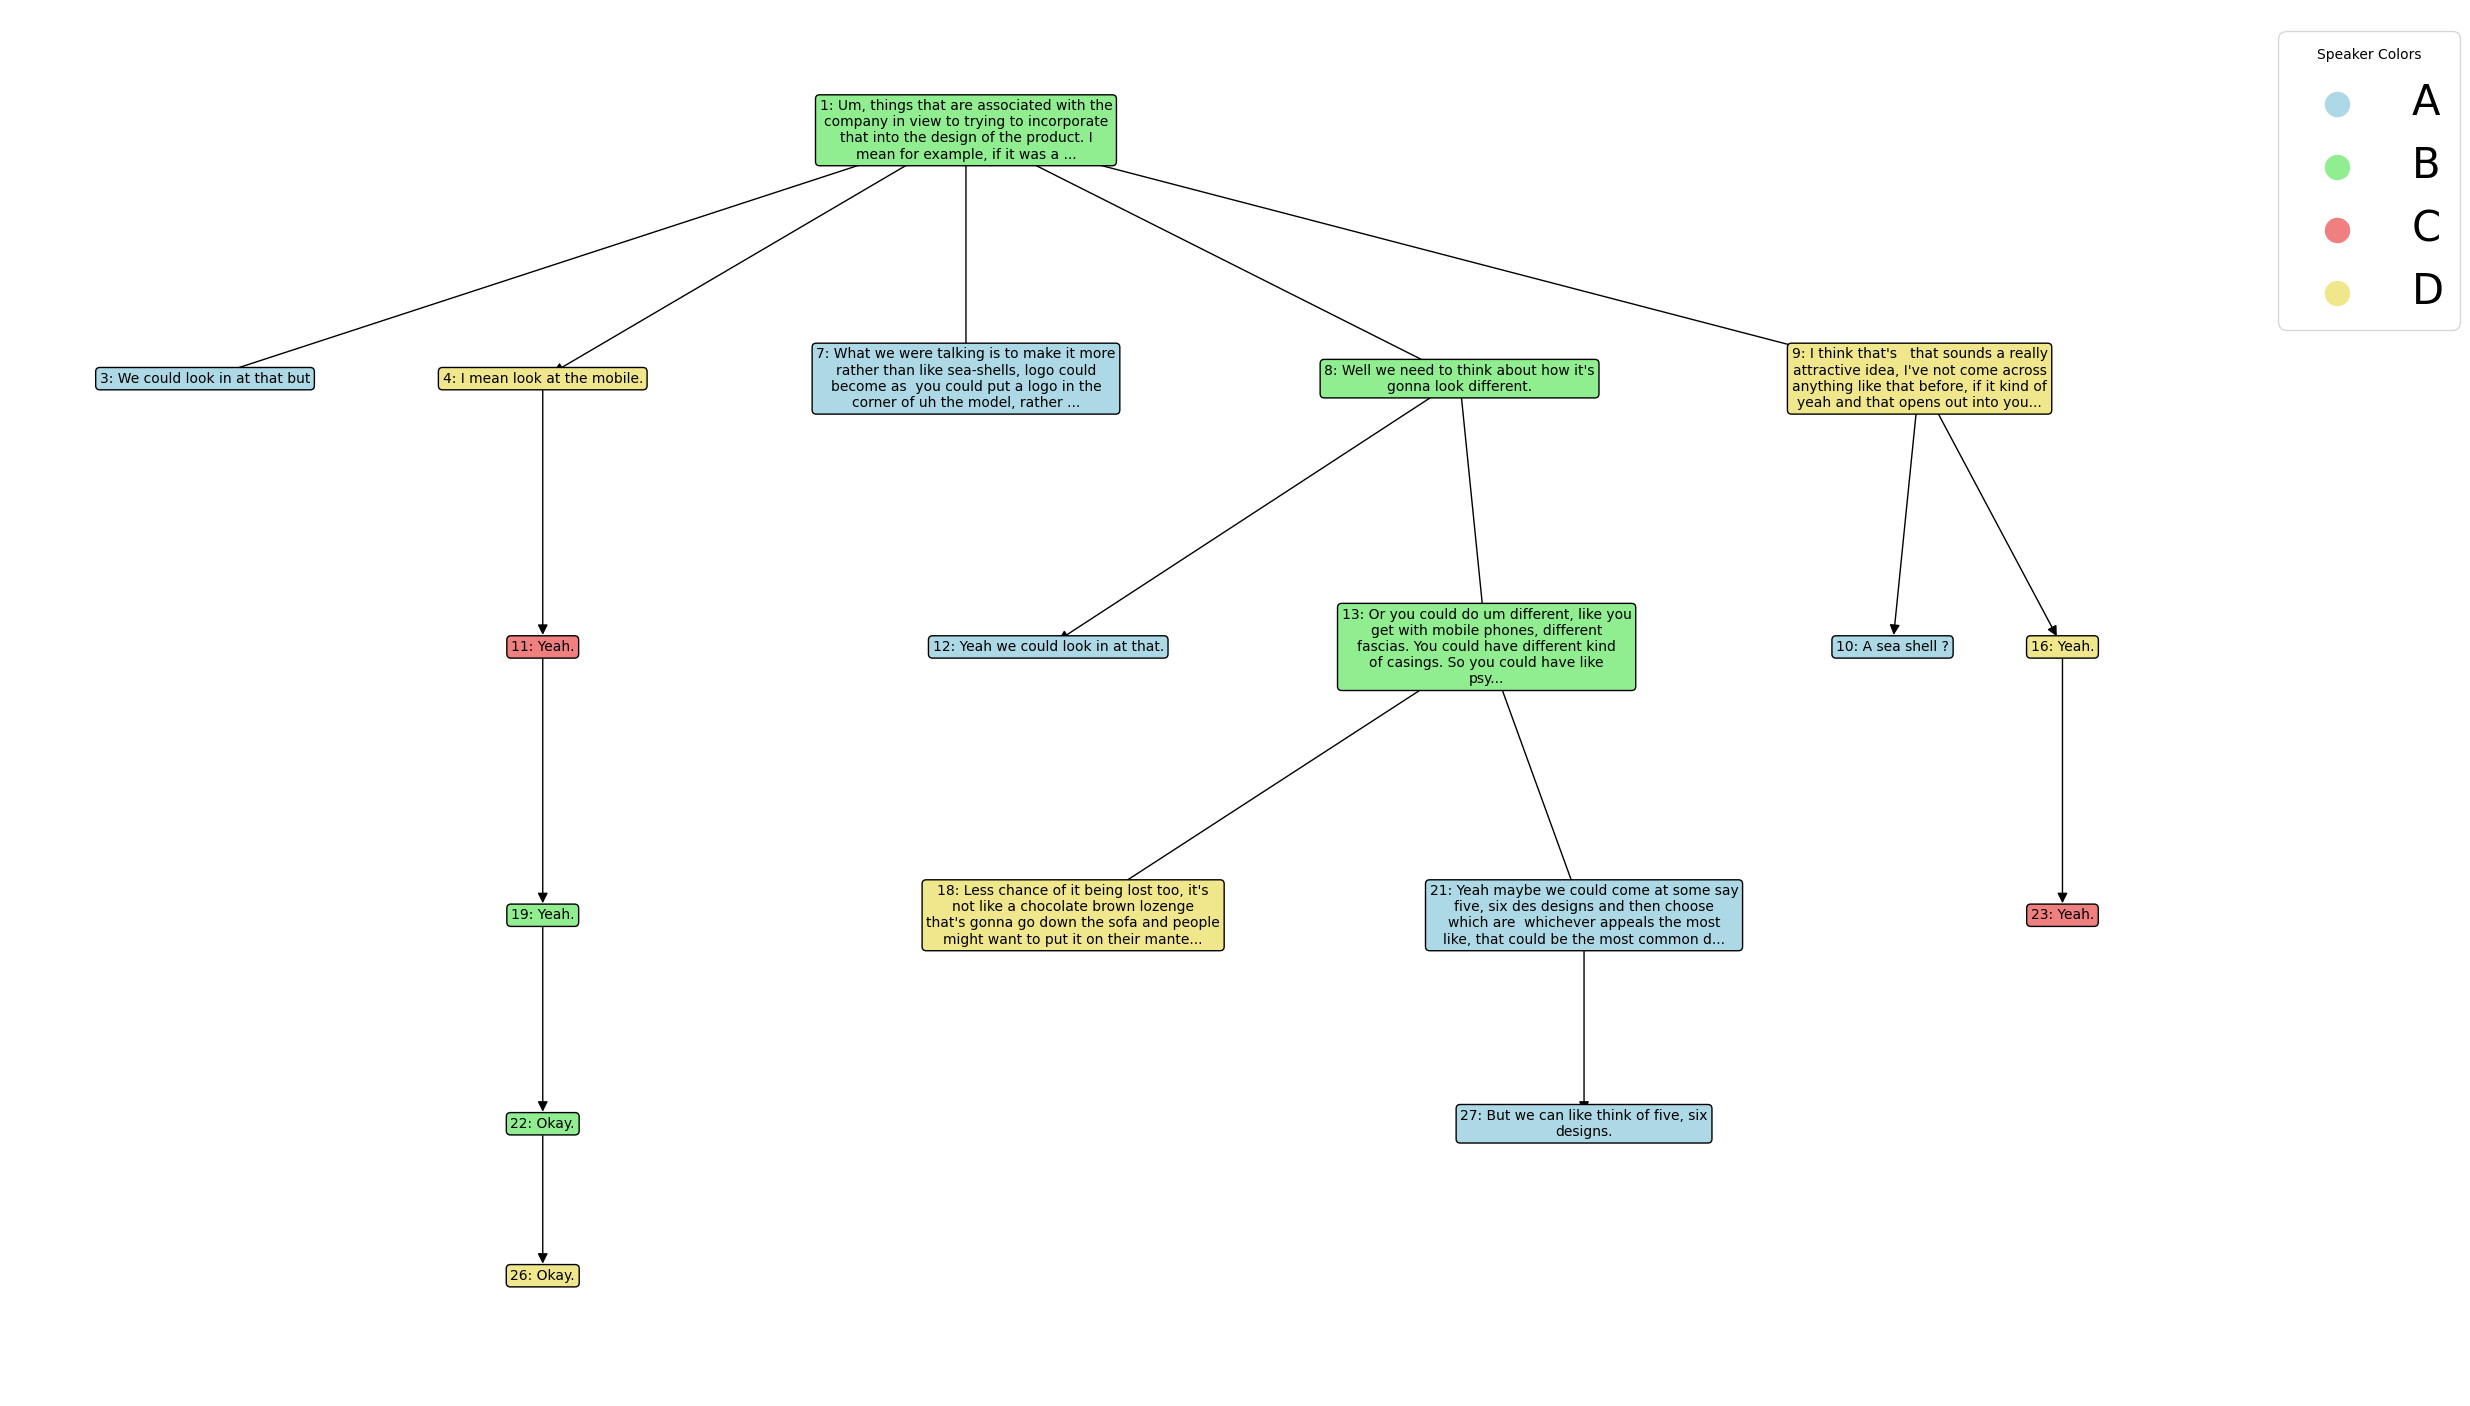 Speaker Colors
A
B
C
D
1: Um, things that are associated with the
company in view to trying to incorporate
that into the design of the product. I
mean for example, if it was a ...
3: We could look in at that but
4: I mean look at the mobile.
7: What we were talking is to make it more
rather than like sea-shells, logo could
become as  you could put a logo in the
corner of uh the model, rather ...
8: Well we need to think about how it's
gonna look different.
9: I think that's   that sounds a really
attractive idea, I've not come across
anything like that before, if it kind of
yeah and that opens out into you...
11: Yeah.
12: Yeah we could look in at that.
13: Or you could do um different, like you
get with mobile phones, different
fascias. You could have different kind
of casings. So you could have like
psy...
10: A sea shell ?
16: Yeah.
19: Yeah.
18: Less chance of it being lost too, it's
not like a chocolate brown lozenge
that's gonna go down the sofa and people
might want to put it on their mante...
21: Yeah maybe we could come at some say
five, six des designs and then choose
which are  whichever appeals the most
like, that could be the most common d...
23: Yeah.
22: Okay.
27: But we can like think of five, six
designs.
26: Okay.